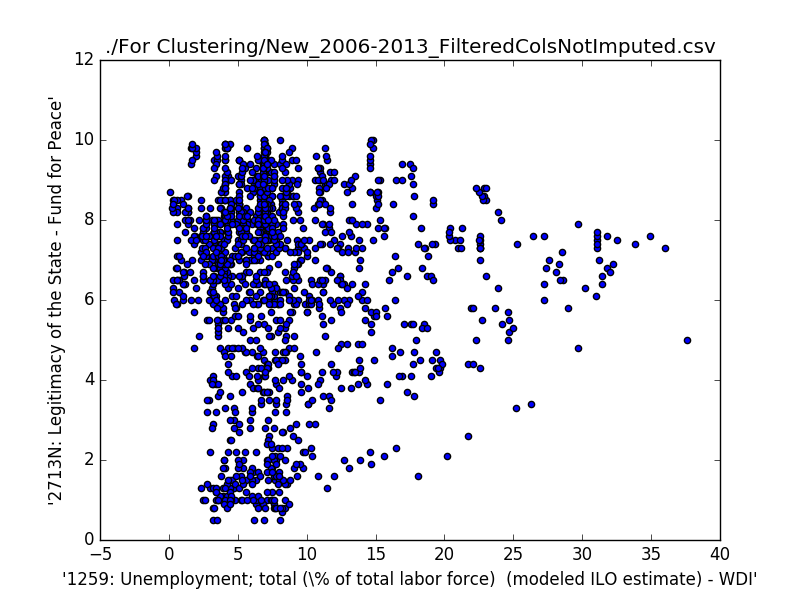 ./For Clustering/New_2006-2013_FilteredColsNotImputed.csv
12
10
8
6
4
2
0
'2713N: Legitimacy of the State - Fund for Peace'
−5 0 5 10 15 20 25 30 35 40
'1259: Unemployment; total (\% of total labor force)  (modeled ILO estimate) - WDI'